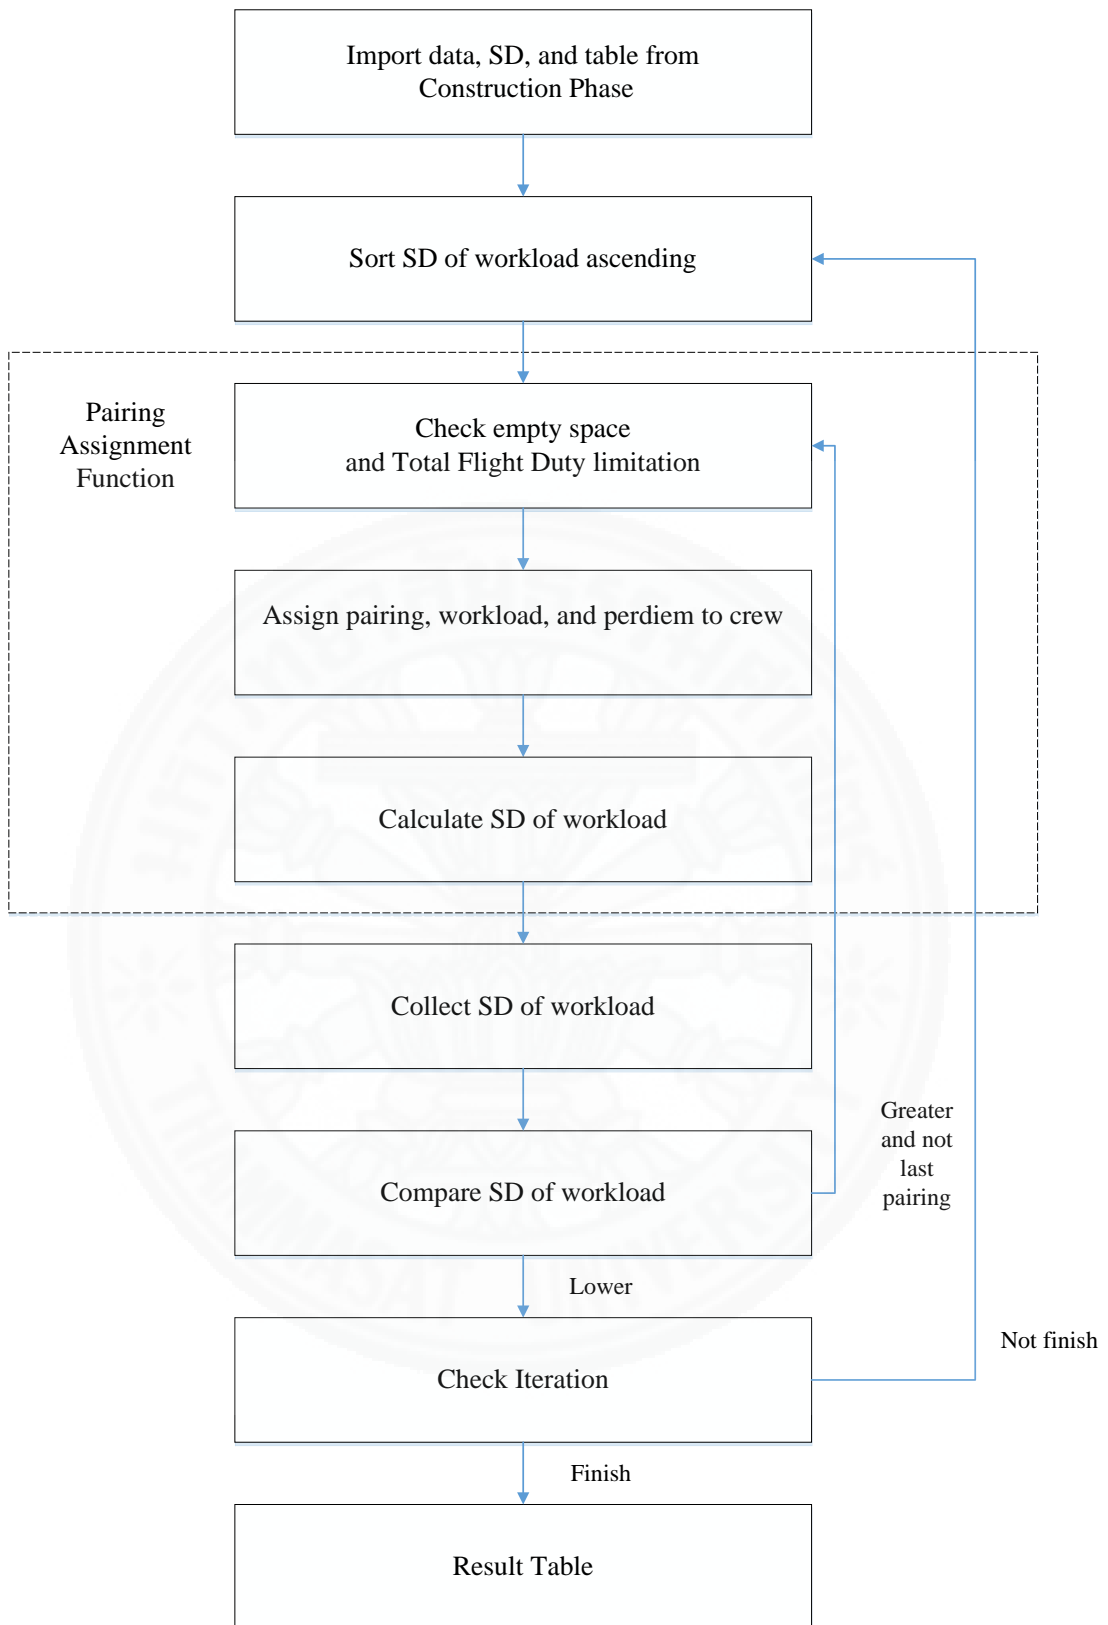 Import data, SD, and table from
Construction Phase
Sort SD of workload ascending
Pairing
Assignment
Function
Check empty space
and Total Flight Duty limitation
Assign pairing, workload, and perdiem to crew
Calculate SD of workload
Collect SD of workload
Greater
and not
last
pairing
Compare SD of workload
Lower
Not finish
Check Iteration
Finish
Result Table
THAMMASAT UNIVERSITY